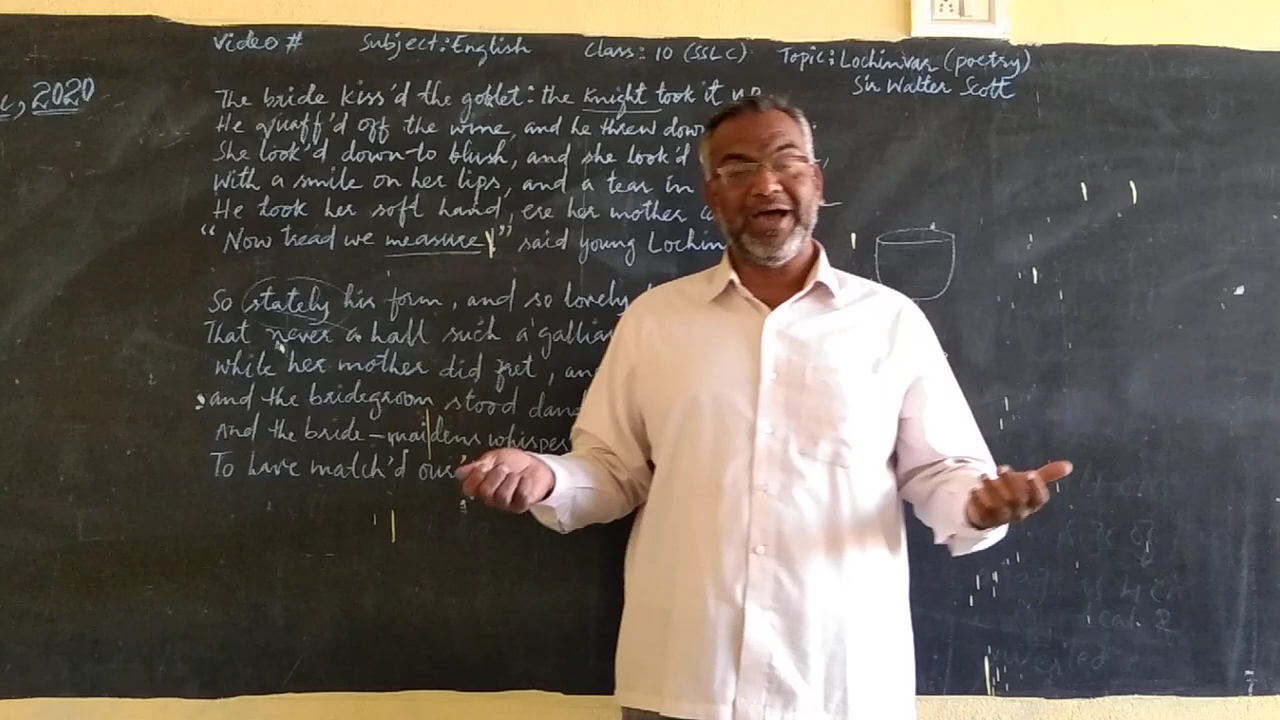 Video # Subject: English Class: 10 (SSLC) Topic: Lochinvar (poetry)
Sir Walter Scott
, 2020
The bride kiss'd the goblet: the knight took it up
He quaff'd off the wine, and he threw down
She look'd down to blush, and she look'd
With a smile on her lips, and a tear in
He took her soft hand, ere her mother
"Now tread we measure!" said young Lochin
So stately his form, and so lovely
That never a hall such a gallia
while her mother did fret, an
and the bridegroom stood dan
And the bride-maidens whisper
To have match'd our